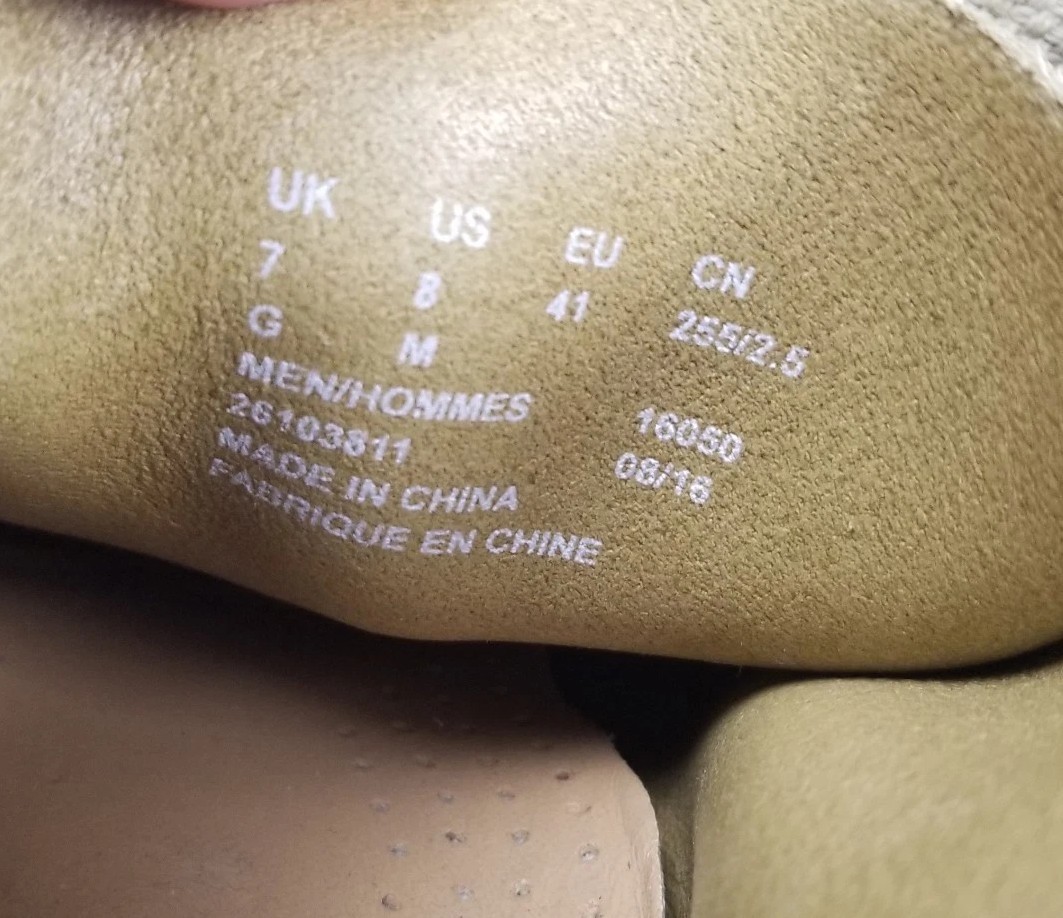 UK US EU CN
7 8 41 255/2.5
G M
MEN/HOMMES 16050
26103811 08/16
MADE IN CHINA
FABRIQUE EN CHINE